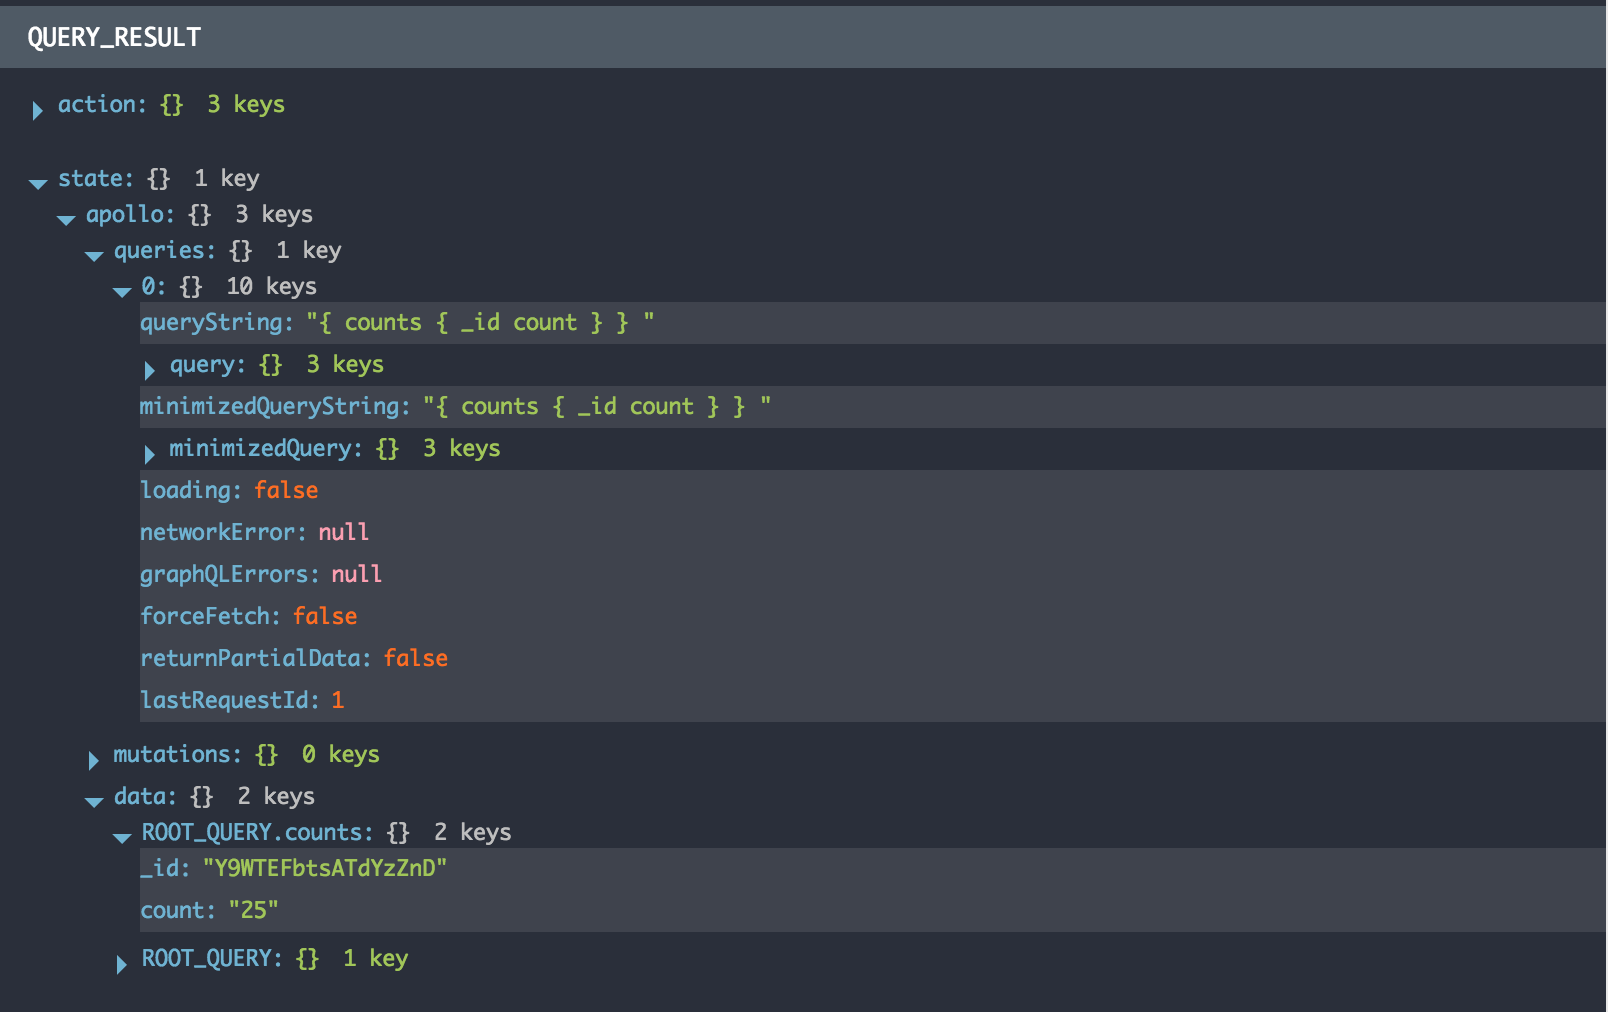 QUERY_RESULT
action: {} 3 keys
state: {} 1 key
apollo: {} 3 keys
queries: {} 1 key
0: {} 10 keys
queryString: "{ counts { _id count } } "
query: {} 3 keys
minimizedQueryString: "{ counts { _id count } } "
minimizedQuery: {} 3 keys
loading: false
networkError: null
graphQLErrors: null
forceFetch: false
returnPartialData: false
lastRequestId: 1
mutations: {} 0 keys
data: {} 2 keys
ROOT_QUERY.counts: {} 2 keys
_id: "Y9WTEFbtsATdYzZnD"
count: "25"
ROOT_QUERY: {} 1 key